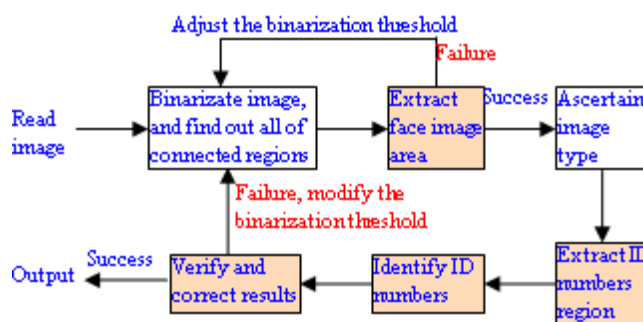 Adjust the binarization threshold
Failure
Read
image
Binarizate image,
and find out all of
connected regions
Extract
face image
area
Success
Ascertain
image
type
Failure, modify the
binarization threshold
Output
Success
Verify and
correct results
Identify ID
numbers
Extract ID
numbers
region